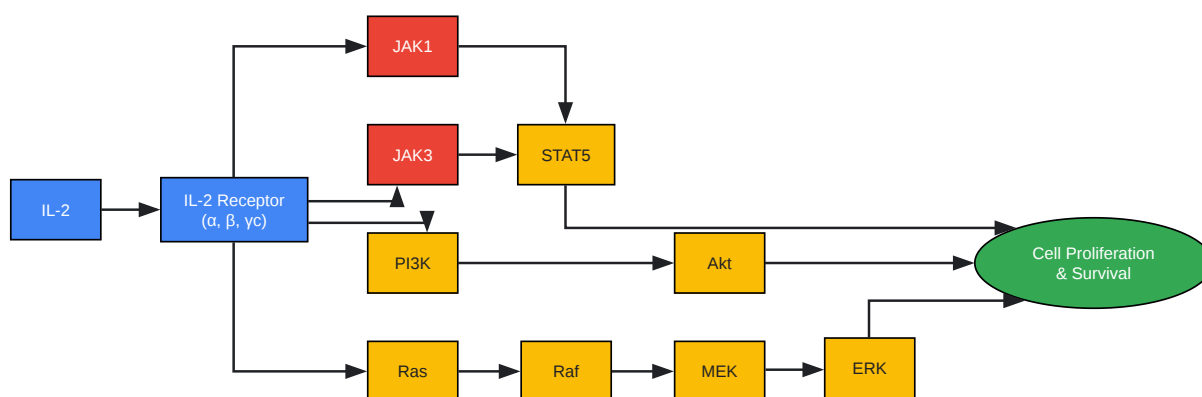 JAK1
JAK3
STAT5
IL-2
IL-2 Receptor
(α, β, γc)
PI3K
Akt
Cell Proliferation
& Survival
Ras
Raf
MEK
ERK